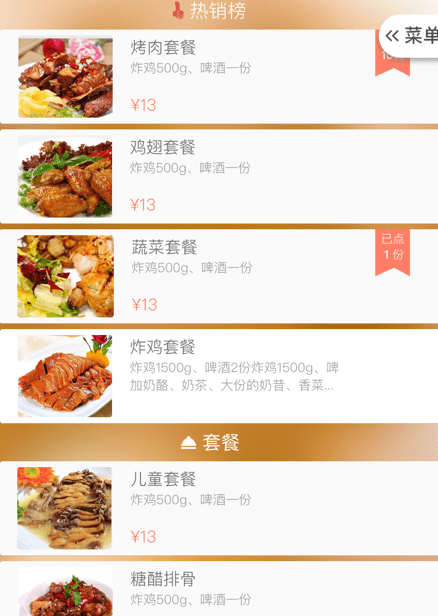 热销榜
菜单
烤肉套餐
炸鸡500g、啤酒一份
¥13
鸡翅套餐
炸鸡500g、啤酒一份
¥13
已点
1 份
蔬菜套餐
炸鸡500g、啤酒一份
¥13
炸鸡套餐
炸鸡1500g、啤酒2份炸鸡1500g、啤
加奶酪、奶茶、大份的奶昔、香菜...
套餐
儿童套餐
炸鸡500g、啤酒一份
¥13
糖醋排骨
炸鸡500g、啤酒一份